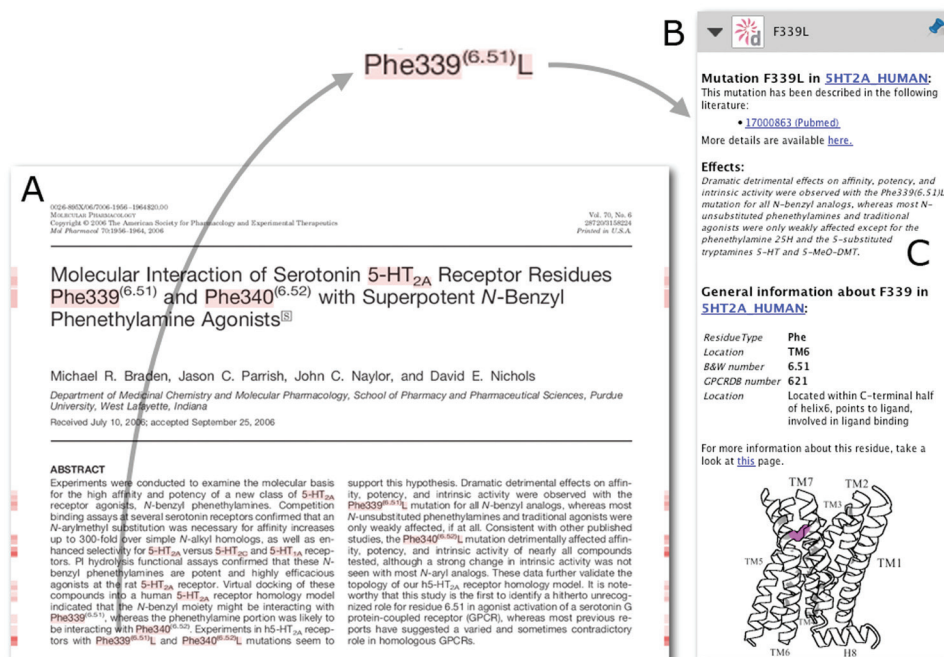 B
F339L
Phe339(6.51)L
Mutation F339L in 5HT2A_HUMAN:
This mutation has been described in the following
literature:
• 17000863 (Pubmed)
More details are available here.
Effects:
Dramatic detrimental effects on affinity, potency, and
intrinsic activity were observed with the Phe339(6.51)L
mutation for all N-benzyl analogs, whereas most N-
unsubstituted phenethylamines and traditional
agonists were only weakly affected except for the
phenethylamine 25H and the 5-substituted
tryptamines 5-HT and 5-MeO-DMT.
C
General information about F339 in
5HT2A_HUMAN:
ResidueType Phe
Location TM6
B&W number 6.51
GPCRDB number 621
Location Located within C-terminal half
of helix6, points to ligand,
involved in ligand binding
For more information about this residue, take a
look at this page.
TM7
TM2
TM3
TM5
TM1
TM6
H8
A
0026-895X/06/7006-1956–1964$20.00
MOLECULAR PHARMACOLOGY
Copyright © 2006 The American Society for Pharmacology and Experimental Therapeutics
Mol Pharmacol 70:1956–1964, 2006
Vol. 70, No. 6
28720/3158224
Printed in U.S.A.
Molecular Interaction of Serotonin 5-HT2A Receptor Residues
Phe339(6.51) and Phe340(6.52) with Superpotent N-Benzyl
Phenethylamine Agonists[S]
Michael R. Braden, Jason C. Parrish, John C. Naylor, and David E. Nichols
Department of Medicinal Chemistry and Molecular Pharmacology, School of Pharmacy and Pharmaceutical Sciences, Purdue
University, West Lafayette, Indiana
Received July 10, 2006; accepted September 25, 2006
ABSTRACT
Experiments were conducted to examine the molecular basis
for the high affinity and potency of a new class of 5-HT2A
receptor agonists, N-benzyl phenethylamines. Competition
binding assays at several serotonin receptors confirmed that an
N-arylmethyl substitution was necessary for affinity increases
up to 300-fold over simple N-alkyl homologs, as well as en-
hanced selectivity for 5-HT2A versus 5-HT2C and 5-HT1A recep-
tors. PI hydrolysis functional assays confirmed that these N-
benzyl phenethylamines are potent and highly efficacious
agonists at the rat 5-HT2A receptor. Virtual docking of these
compounds into a human 5-HT2A receptor homology model
indicated that the N-benzyl moiety might be interacting with
Phe339(6.51), whereas the phenethylamine portion was likely to
be interacting with Phe340(6.52). Experiments in h5-HT2A recep-
tors with Phe339(6.51)L and Phe340(6.52)L mutations seem to
support this hypothesis. Dramatic detrimental effects on affin-
ity, potency, and intrinsic activity were observed with the
Phe339(6.51)L mutation for all N-benzyl analogs, whereas most
N-unsubstituted phenethylamines and traditional agonists were
only weakly affected, if at all. Consistent with other published
studies, the Phe340(6.52)L mutation detrimentally affected affin-
ity, potency, and intrinsic activity of nearly all compounds
tested, although a strong change in intrinsic activity was not
seen with most N-aryl analogs. These data further validate the
topology of our h5-HT2A receptor homology model. It is note-
worthy that this study is the first to identify a hitherto unrecog-
nized role for residue 6.51 in agonist activation of a serotonin G
protein-coupled receptor (GPCR), whereas most previous re-
ports have suggested a varied and sometimes contradictory
role in homologous GPCRs.